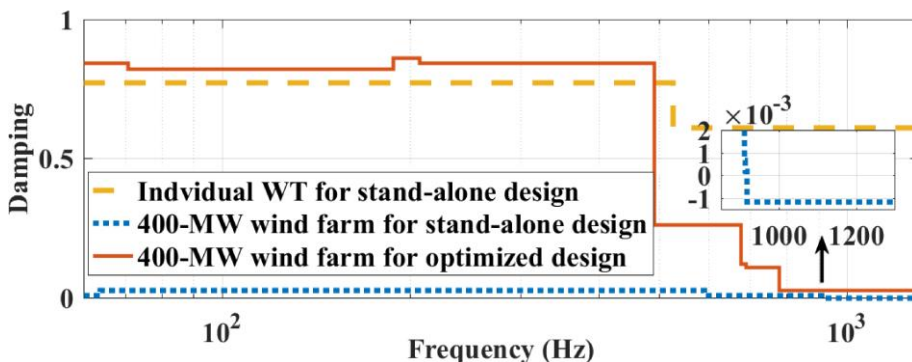 1
0.5
0
Damping
Indvidual WT for stand-alone design
400-MW wind farm for stand-alone design
400-MW wind farm for optimized design
×10⁻³
2
1
0
-1
1000 1200
10² 10³
Frequency (Hz)